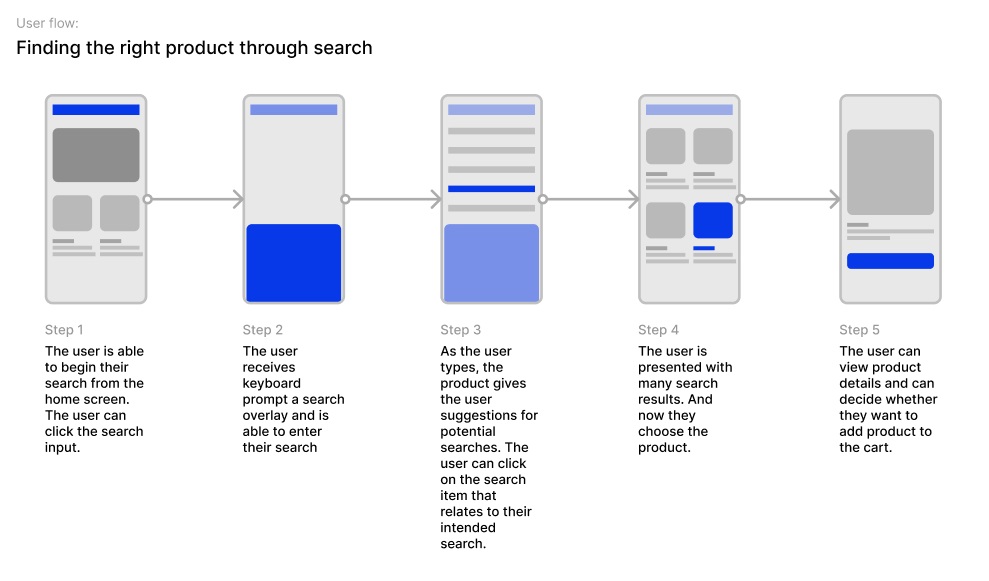 User flow:
Finding the right product through search
Step 1
The user is able
to begin their
search from the
home screen.
The user can
click the search
input.
Step 2
The user
receives
keyboard
prompt a search
overlay and is
able to enter
their search
Step 3
As the user
types, the
product gives
the user
suggestions for
potential
searches. The
user can click
on the search
item that
relates to their
intended
search.
Step 4
The user is
presented with
many search
results. And
now they
choose the
product.
Step 5
The user can
view product
details and can
decide whether
they want to
add product to
the cart.